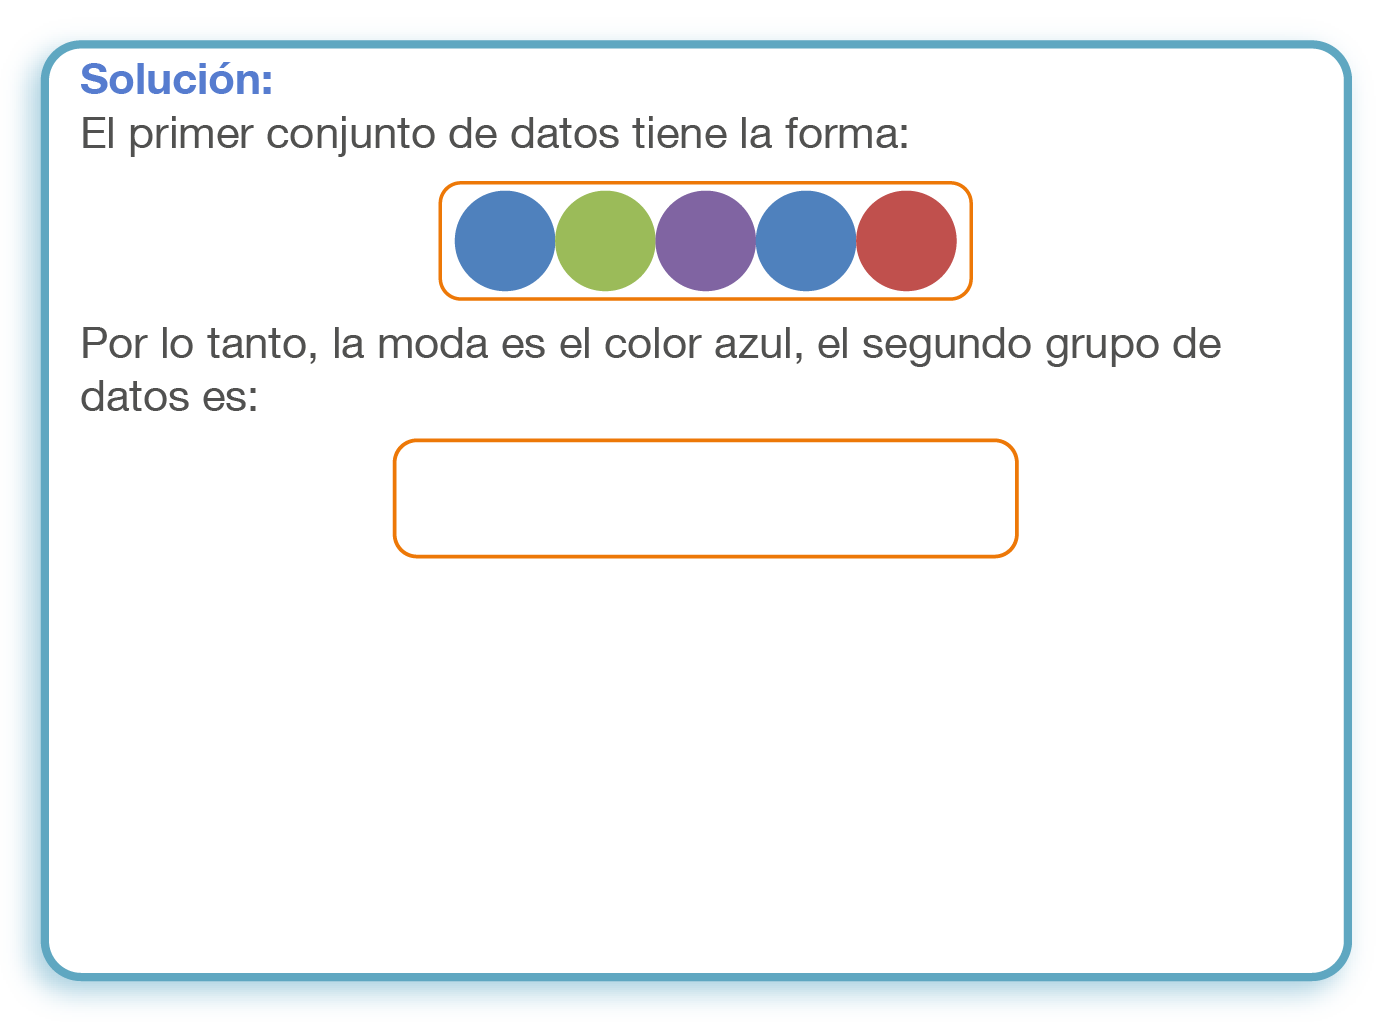 Solución:
El primer conjunto de datos tiene la forma:
Por lo tanto, la moda es el color azul, el segundo grupo de
datos es: